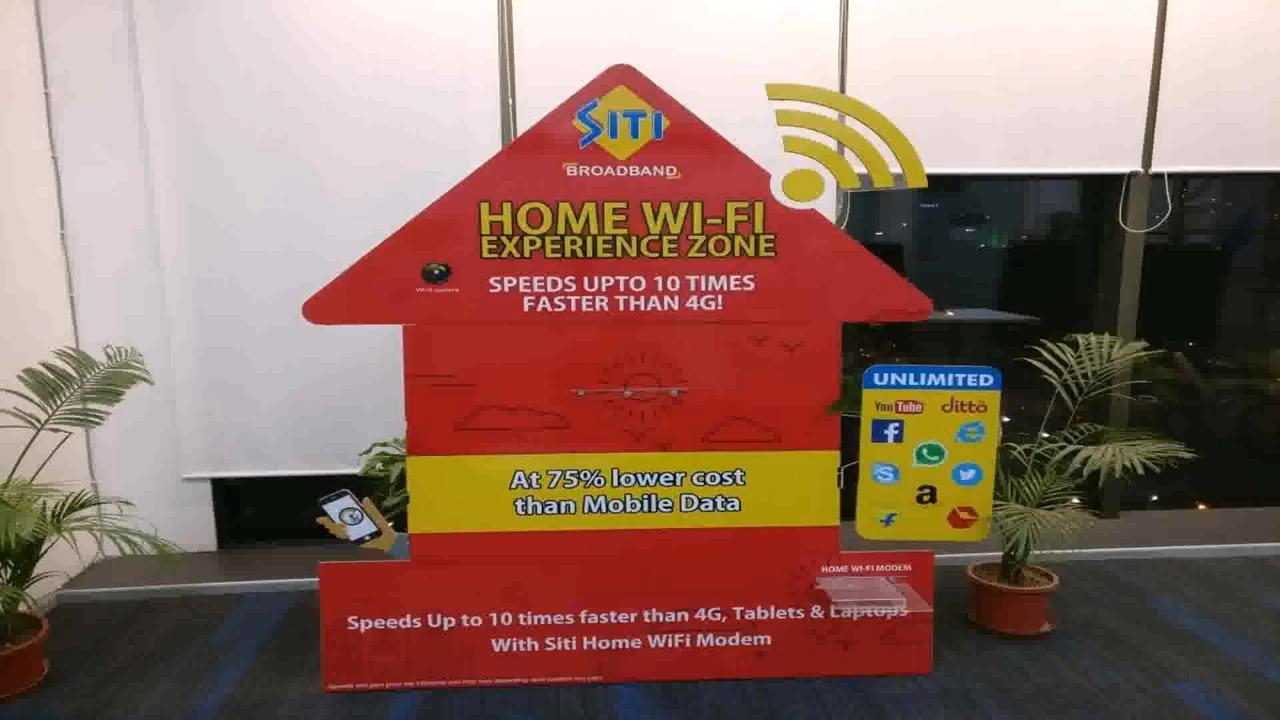 SITI
BROADBAND
HOME WI-FI
EXPERIENCE ZONE
SPEEDS UPTO 10 TIMES
FASTER THAN 4G!
UNLIMITED
YouTube ditto
At 75% lower cost
than Mobile Data
HOME WI-FI MODEM
Speeds Up to 10 times faster than 4G, Tablets & Laptops
With Siti Home WiFi Modem